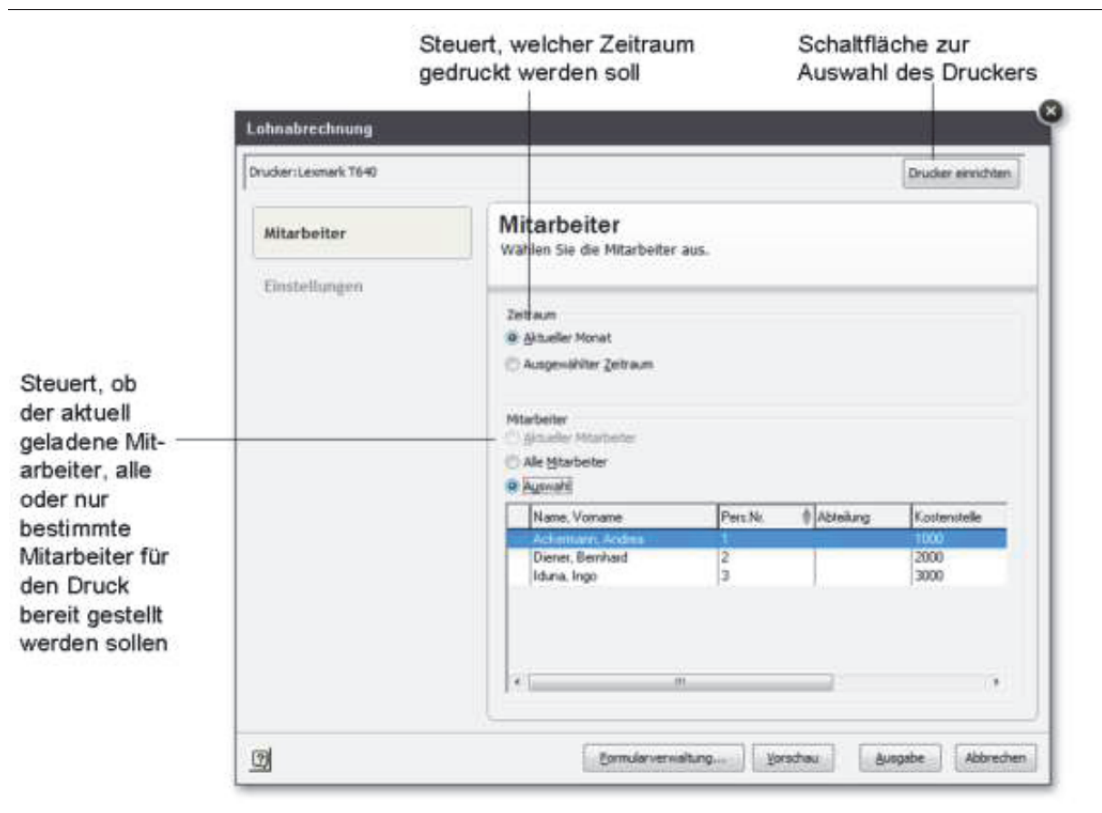 Steuert, welcher Zeitraum
gedruckt werden soll
Schaltfläche zur
Auswahl des Druckers
Lohnabrechnung
Drucker:Lexmark T640
Drucker einrichten
Mitarbeiter
Einstellungen
Mitarbeiter
Wählen Sie die Mitarbeiter aus.
Zeitraum
Aktueller Monat
Ausgewählter Zeitraum
Steuert, ob
der aktuell
geladene Mit-
arbeiter, alle
oder nur
bestimmte
Mitarbeiter für
den Druck
bereit gestellt
werden sollen
Mitarbeiter
Aktueller Mitarbeiter
Alle Mitarbeiter
Auswahl
Name, Vorname Pers.Nr. Abteilung Kostenstelle
Ackermann, Andrea 1 1000
Diener, Bernhard 2 2000
Iduna, Ingo 3 3000
Formularverwaltung... Vorschau Ausgabe Abbrechen